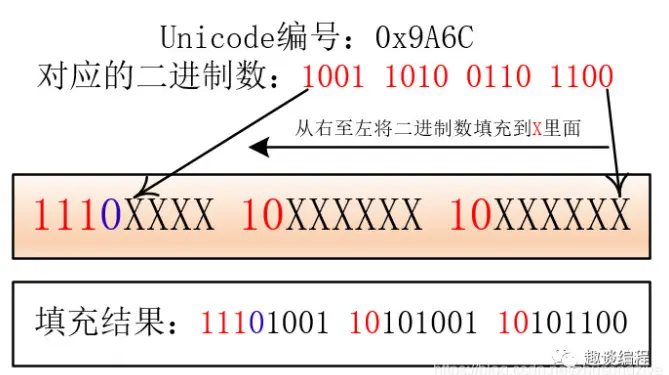 Unicode编号：0x9A6C
对应的二进制数：1001 1010 0110 1100
从右至左将二进制数填充到X里面
1110XXXX 10XXXXXX 10XXXXXX
填充结果：11101001 10101001 10101100
趣谈编程